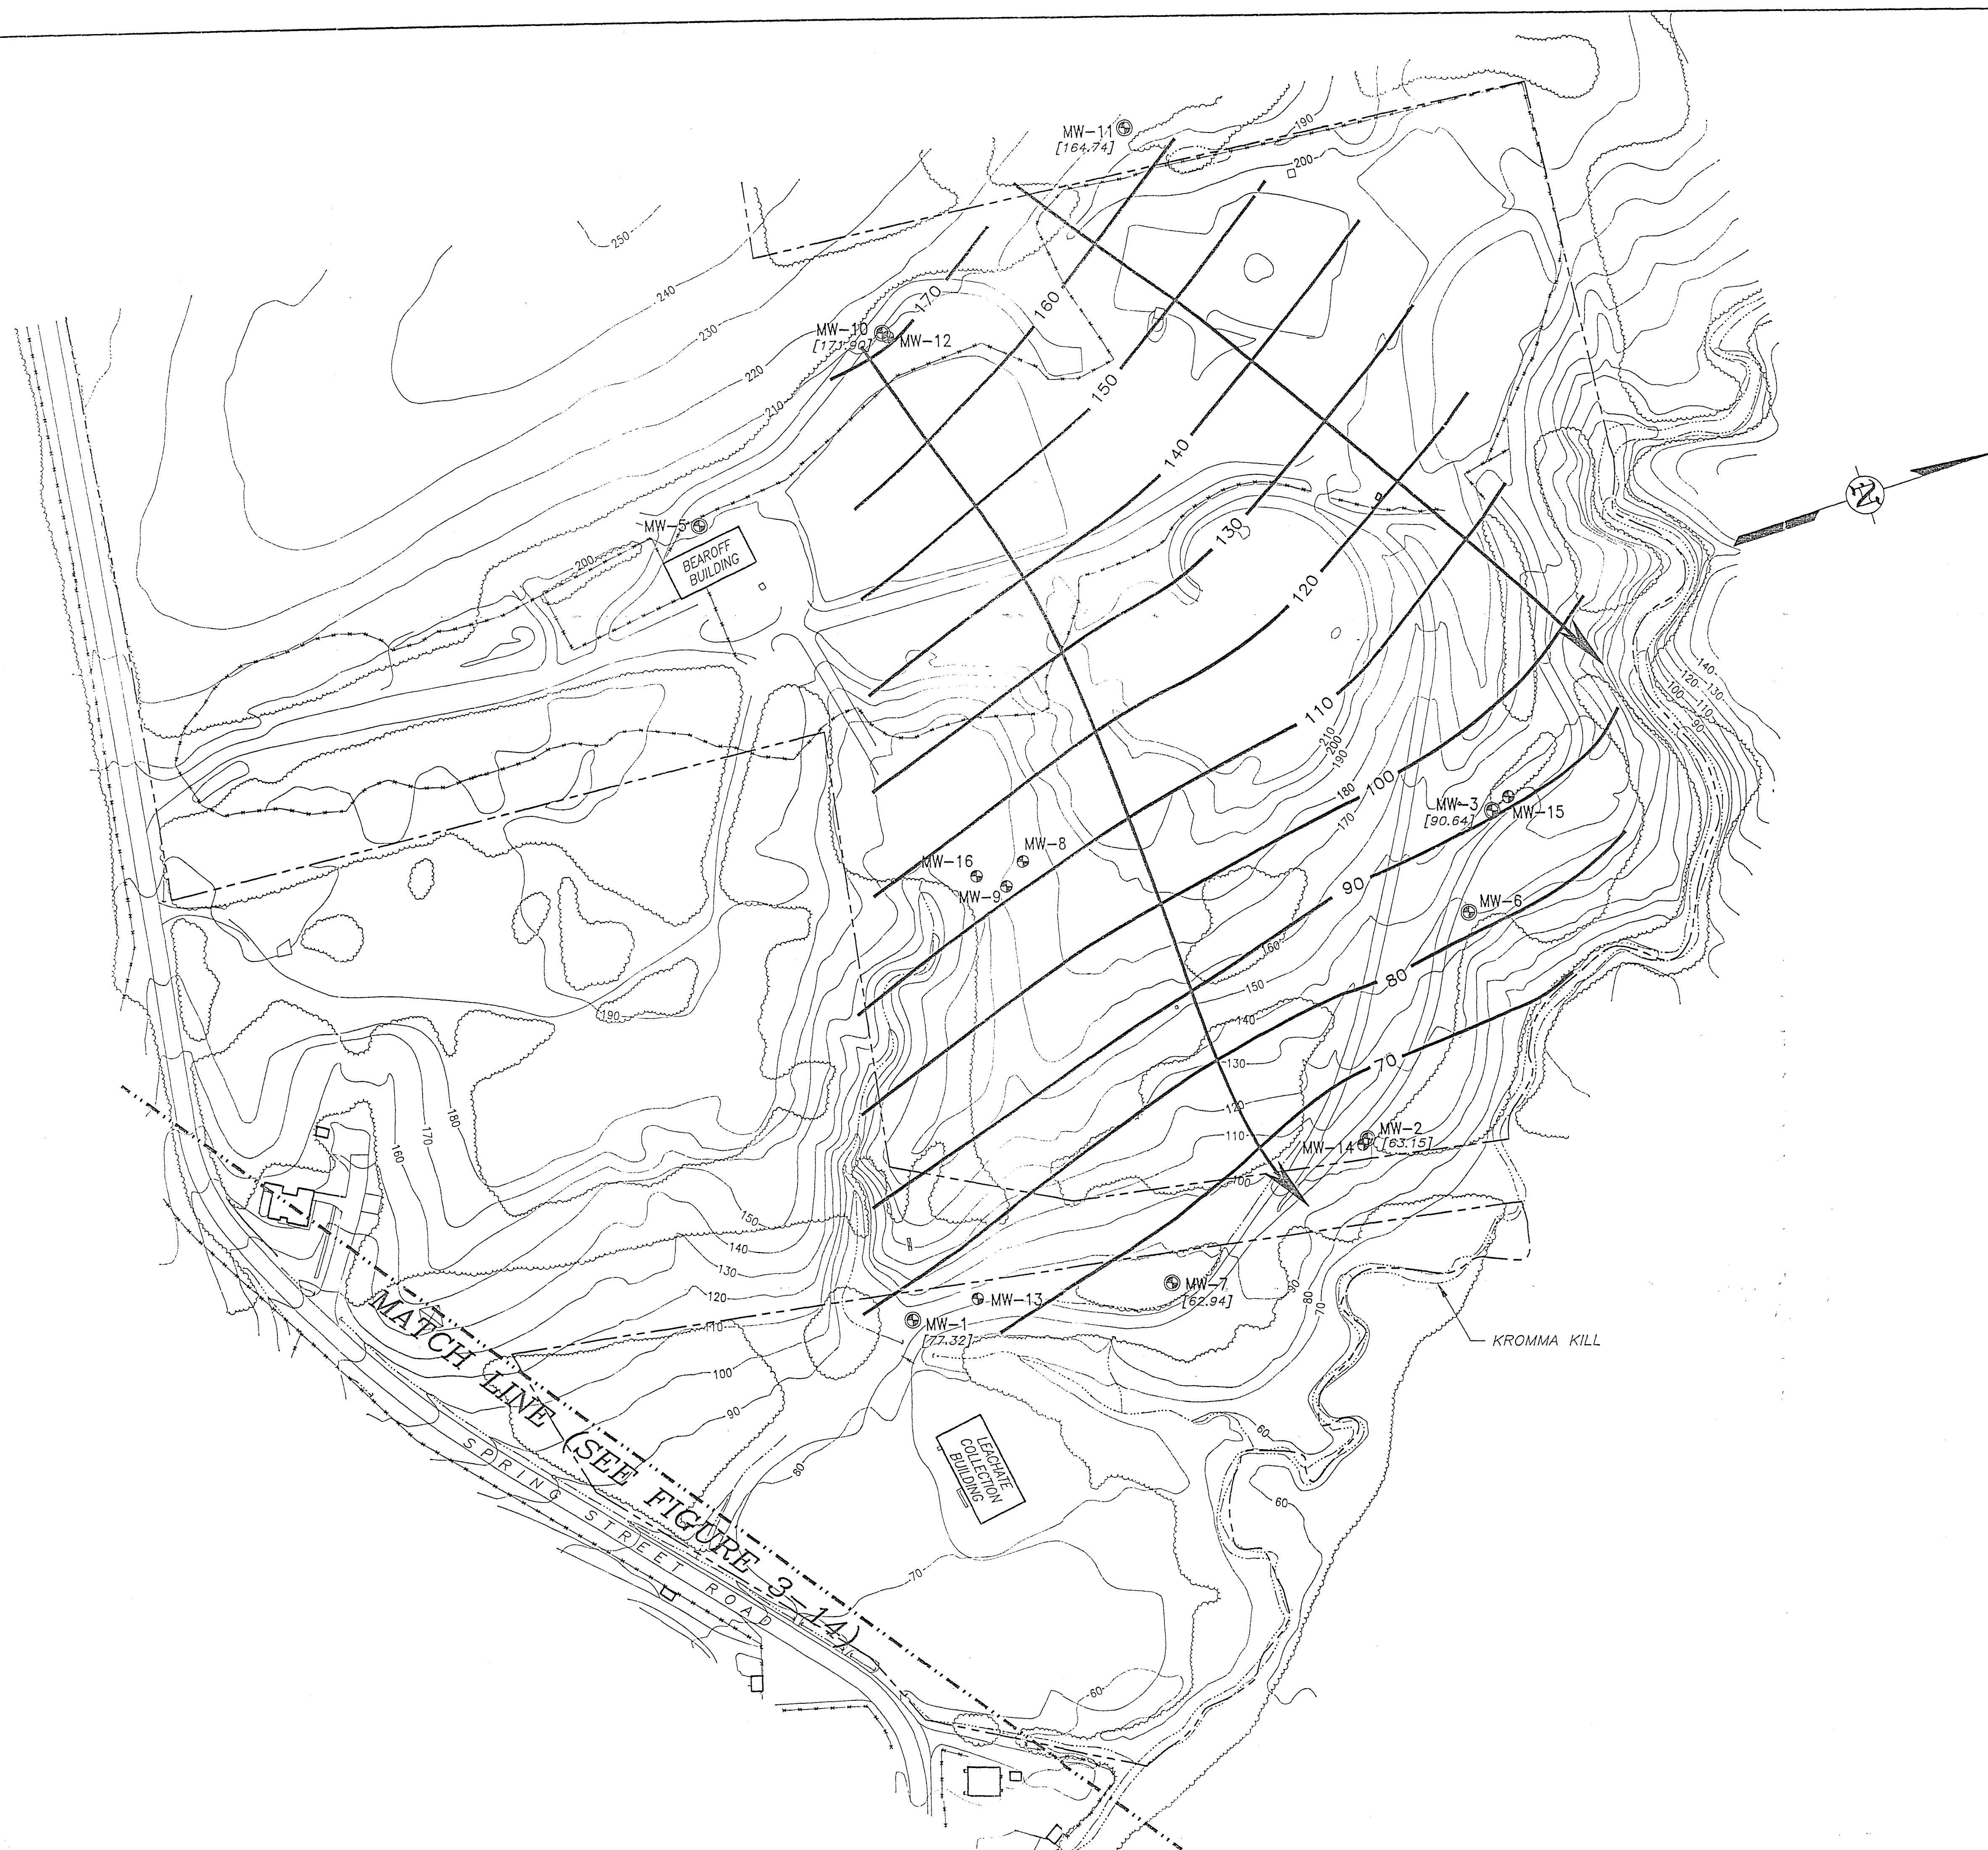 MW-11
[164.74]
190
200
250
240
230
220
210
MW-10
[171.90]
MW-12
170
160
150
140
130
120
110
100
90
80
70
N
MW-5
BEAROFF
BUILDING
200
140
130
120
110
100
90
210
200
190
180
170
160
150
140
130
120
110
100
MW-3
[90.64]
MW-15
MW-8
MW-16
MW-9
MW-6
MW-2
[63.15]
MW-14
190
180
170
160
150
140
130
120
110
100
90
80
70
MW-7
[62.94]
MW-13
MW-1
[77.32]
90
80
70
KROMMA KILL
60
60
60
LEACHATE
COLLECTION
BUILDING
MATCH LINE (SEE FIGURE 3-14)
SPRING STREET ROAD